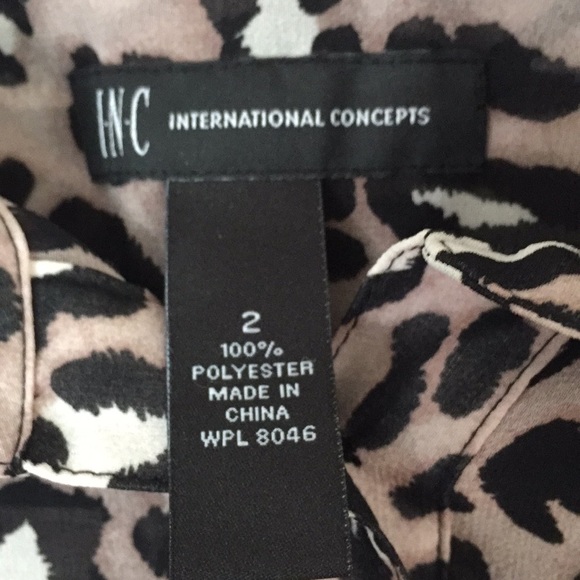 I·N·C INTERNATIONAL CONCEPTS
2
100%
POLYESTER
MADE IN
CHINA
WPL 8046